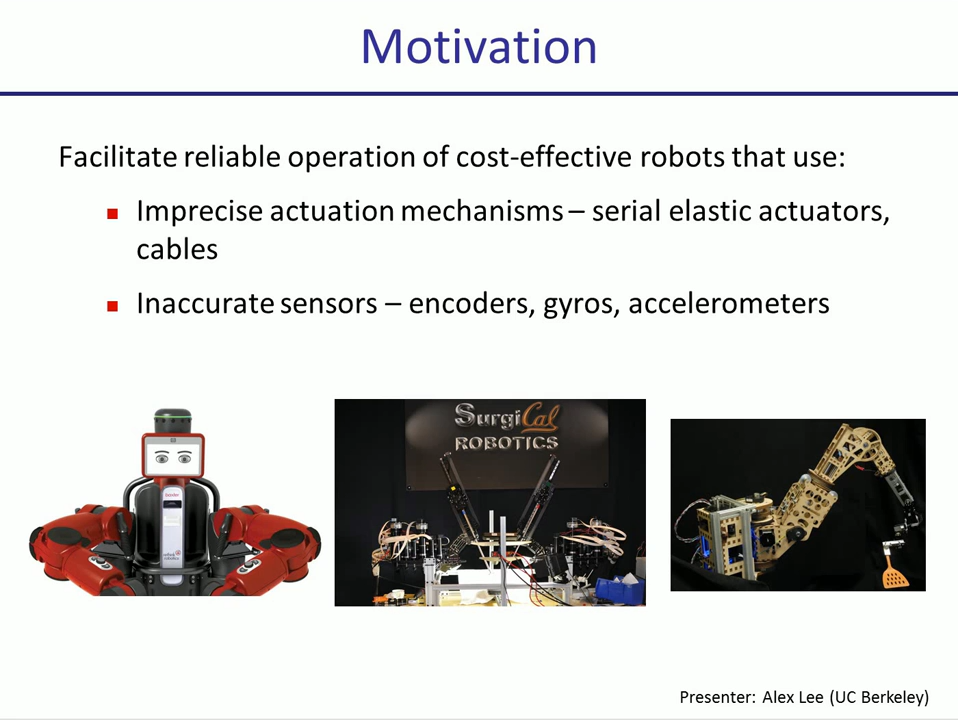 Motivation
Facilitate reliable operation of cost-effective robots that use:
Imprecise actuation mechanisms – serial elastic actuators,
cables
Inaccurate sensors – encoders, gyros, accelerometers
SurgiCal
ROBOTICS
Presenter: Alex Lee (UC Berkeley)